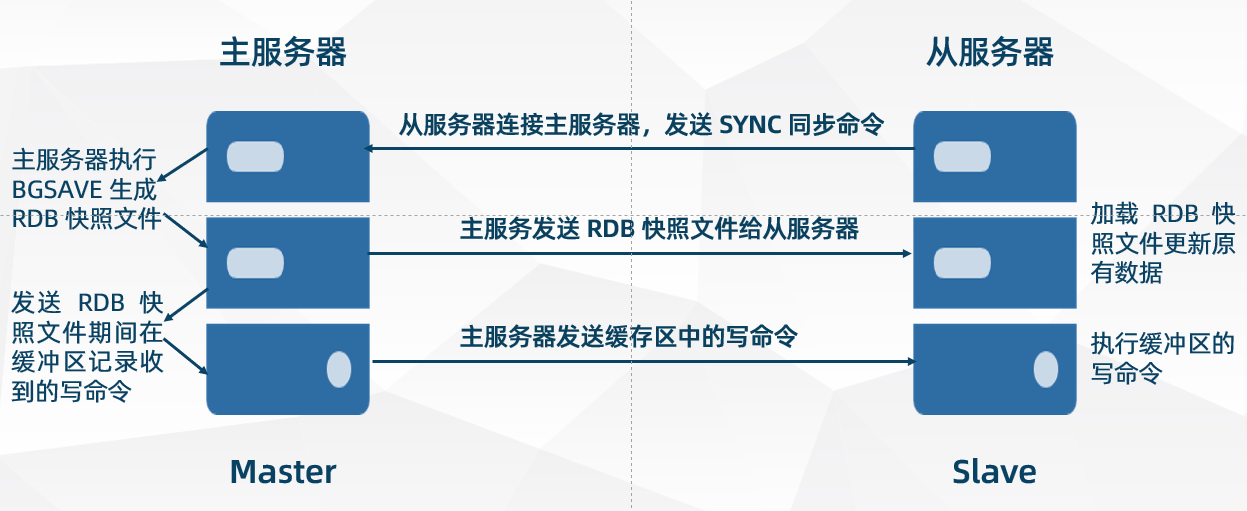 主服务器
从服务器
从服务器连接主服务器，发送 SYNC 同步命令
主服务器执行
BGSAVE 生成
RDB 快照文件
主服务发送 RDB 快照文件给从服务器
加载 RDB 快
照文件更新原
有数据
发送 RDB 快
照文件期间在
缓冲区记录收
到的写命令
主服务器发送缓存区中的写命令
执行缓冲区的
写命令
Master
Slave